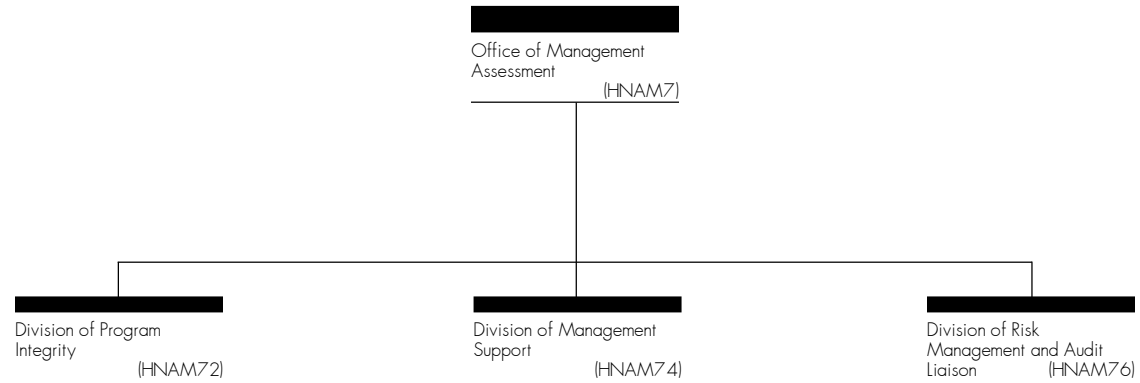 Office of Management
Assessment
(HNAM7)
Division of Program
Integrity
(HNAM72)
Division of Management
Support
(HNAM74)
Division of Risk
Management and Audit
Liaison (HNAM76)